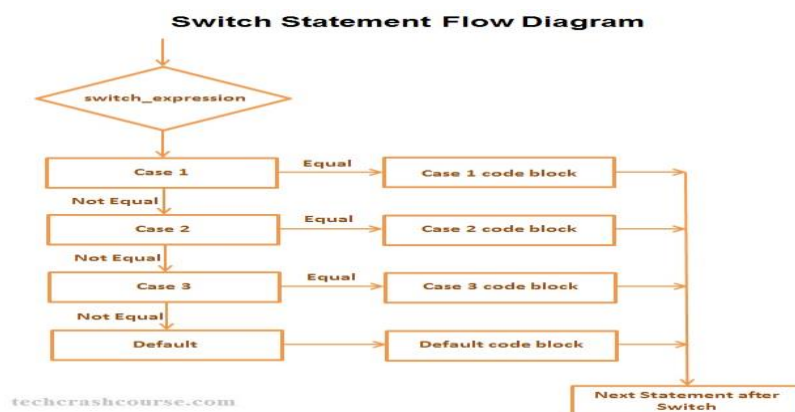 Switch Statement Flow Diagram
switch_expression
Case 1
Equal
Case 1 code block
Not Equal
Case 2
Equal
Case 2 code block
Not Equal
Case 3
Equal
Case 3 code block
Not Equal
Default
Default code block
Next Statement after
Switch
techcrashcourse.com